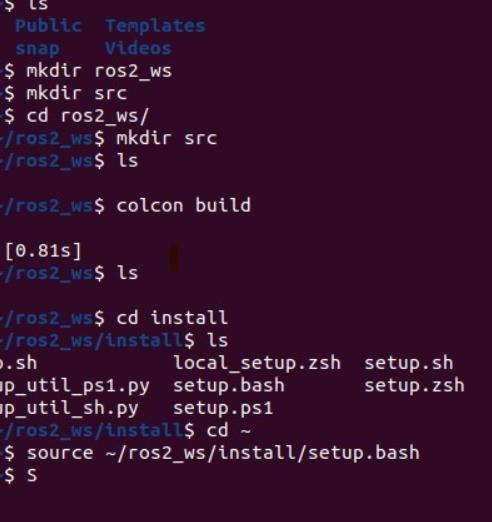 $ ls
Public Templates
snap Videos
$ mkdir ros2_ws
$ mkdir src
$ cd ros2_ws/
~/ros2_ws$ mkdir src
~/ros2_ws$ ls
~/ros2_ws$ colcon build
[0.81s]
~/ros2_ws$ ls
~/ros2_ws$ cd install
~/ros2_ws/install$ ls
.sh local_setup.zsh setup.sh
up_util_ps1.py setup.bash setup.zsh
up_util_sh.py setup.ps1
~/ros2_ws/install$ cd ~
$ source ~/ros2_ws/install/setup.bash
$ S